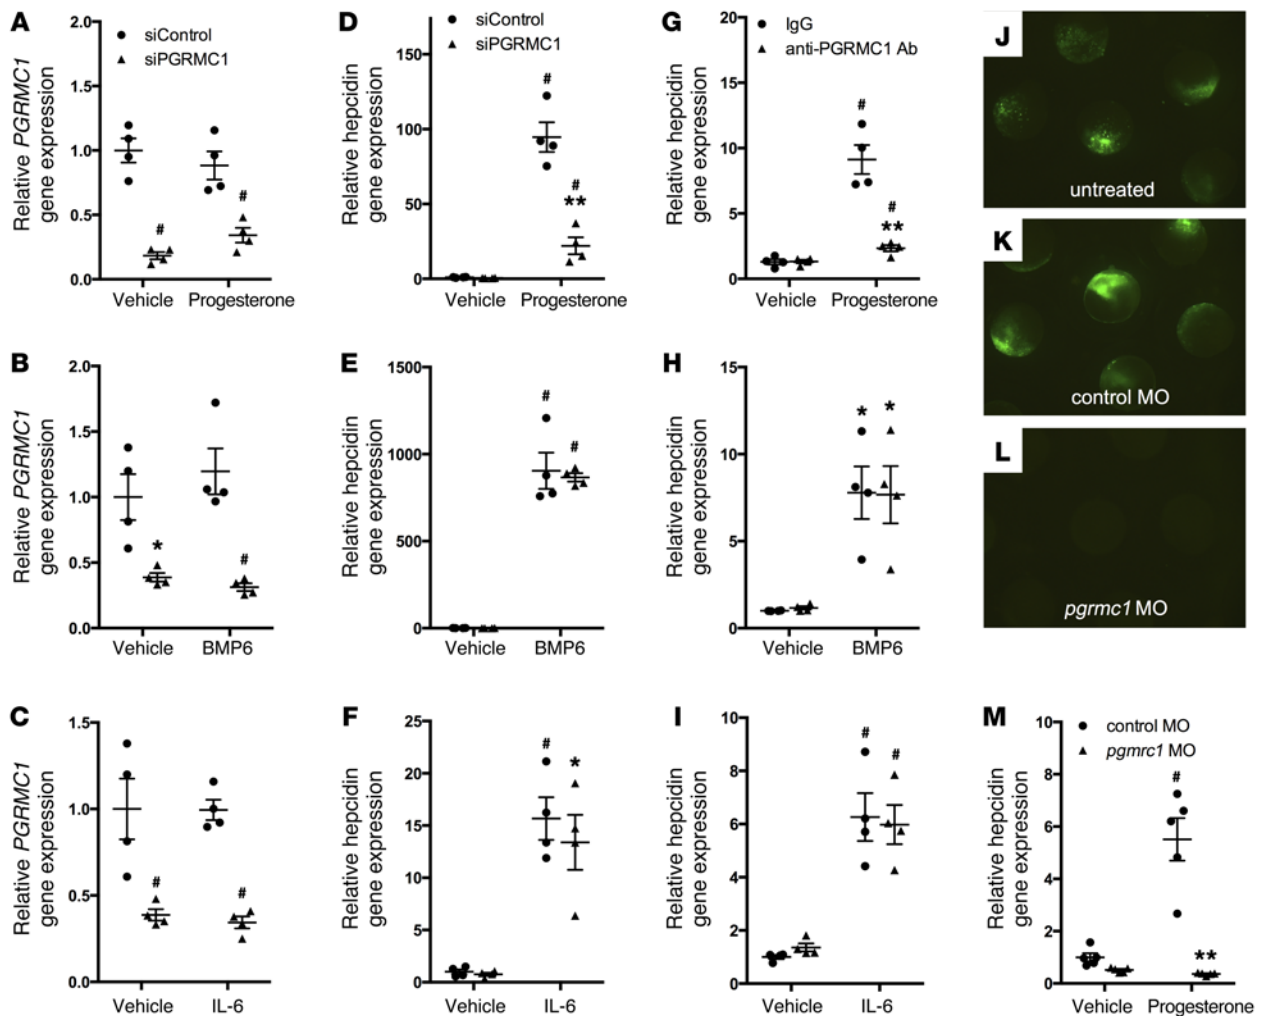 A
Relative PGRMC1
gene expression
2.0
1.5
1.0
0.5
0.0
siControl
siPGRMC1
#
#
Vehicle
Progesterone
D
Relative hepcidin
gene expression
150
100
50
0
siControl
siPGRMC1
#
#
**
Vehicle
Progesterone
G
Relative hepcidin
gene expression
20
15
10
5
0
IgG
anti-PGRMC1 Ab
#
#
**
Vehicle
Progesterone
J
untreated
K
control MO
L
pgrmc1 MO
B
Relative PGRMC1
gene expression
2.0
1.5
1.0
0.5
0.0
*
#
Vehicle
BMP6
E
Relative hepcidin
gene expression
1500
1000
500
0
#
#
Vehicle
BMP6
H
Relative hepcidin
gene expression
15
10
5
0
*
*
Vehicle
BMP6
C
Relative PGRMC1
gene expression
1.5
1.0
0.5
0.0
#
#
Vehicle
IL-6
F
Relative hepcidin
gene expression
25
20
15
10
5
0
#
*
Vehicle
IL-6
I
Relative hepcidin
gene expression
10
8
6
4
2
0
#
#
Vehicle
IL-6
M
Relative hepcidin
gene expression
10
8
6
4
2
0
control MO
pgmrc1 MO
#
**
Vehicle
Progesterone